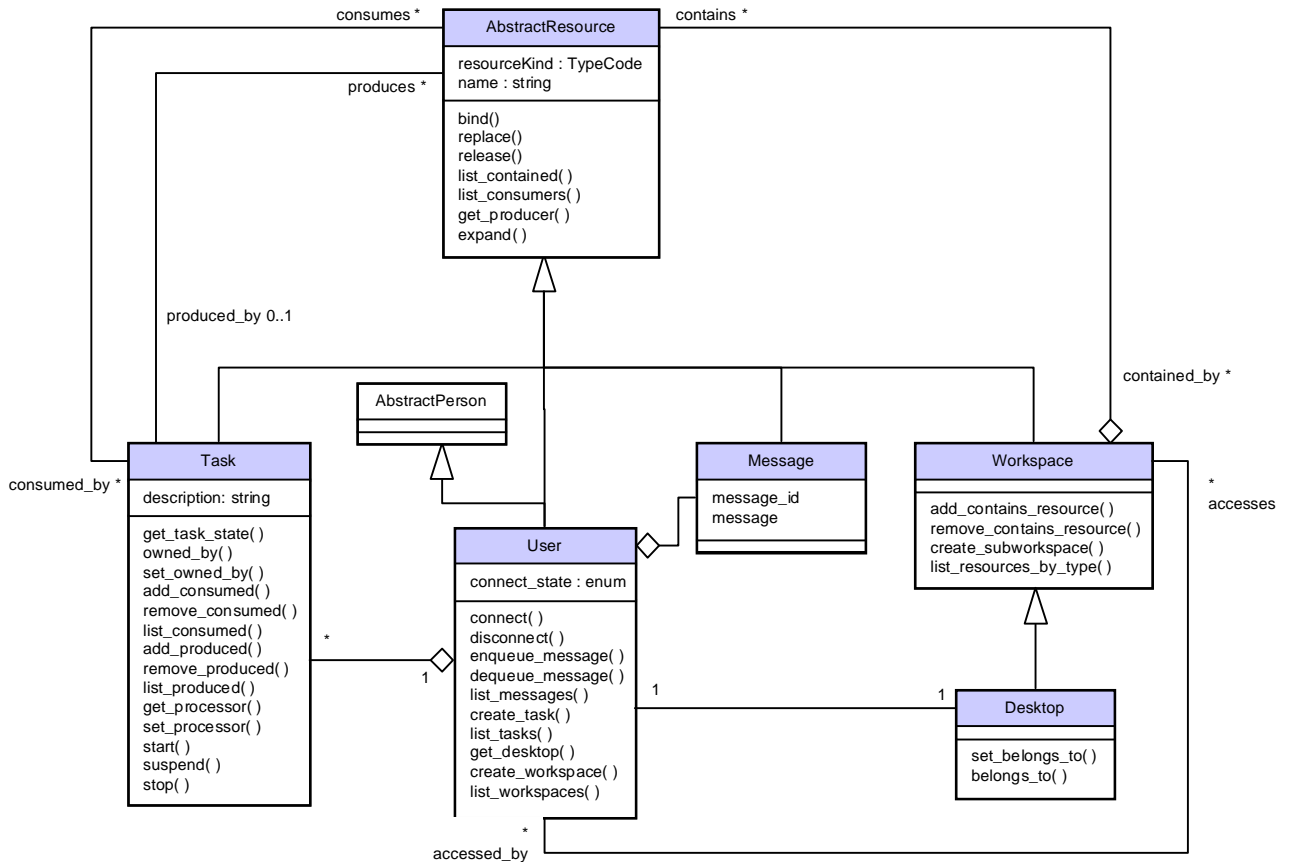 consumes *
AbstractResource
contains *
resourceKind : TypeCode
name : string
produces *
bind()
replace()
release()
list_contained( )
list_consumers( )
get_producer( )
expand( )
produced_by 0..1
contained_by *
AbstractPerson
Task
Message
Workspace
consumed_by *
description: string
message_id
message
*
accesses
add_contains_resource( )
remove_contains_resource( )
create_subworkspace( )
list_resources_by_type( )
get_task_state( )
owned_by( )
set_owned_by( )
add_consumed( )
remove_consumed( )
list_consumed( )
add_produced( )
remove_produced( )
list_produced( )
get_processor( )
set_processor( )
start( )
suspend( )
stop( )
User
connect_state : enum
connect( )
disconnect( )
enqueue_message( )
dequeue_message( )
list_messages( )
create_task( )
list_tasks( )
get_desktop( )
create_workspace( )
list_workspaces( )
*
1
1
1
Desktop
set_belongs_to( )
belongs_to( )
*
accessed_by